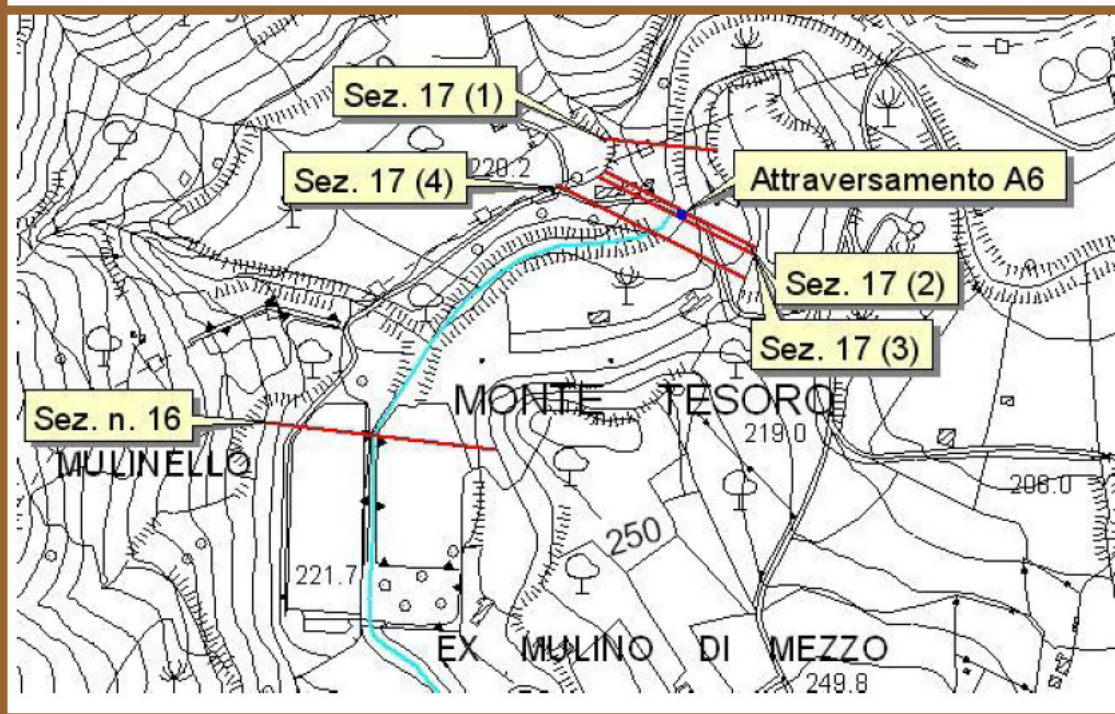 Sez. 17 (1)
220.2
Sez. 17 (4)
Attraversamento A6
Sez. 17 (2)
Sez. 17 (3)
MONTE TESORO
Sez. n. 16
219.0
MULINELLO
208.0
250
221.7
EX MULINO DI MEZZO
249.8